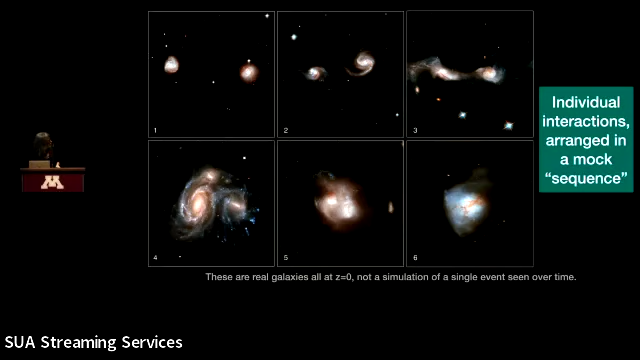 1
2
3
4
5
6
Individual
interactions,
arranged in
a mock
“sequence”
These are real galaxies all at z=0, not a simulation of a single event seen over time.
M
SUA Streaming Services